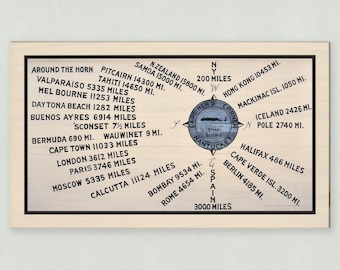 AROUND THE HORN
PITCAIRN 14300 MI.
N. ZEALAND 15800 MI.
SAMOA 15000 MI.
TAHITI 14650 MI.
VALPARAISO 5335 MILES
MELBOURNE 11253 MILES
DAYTONA BEACH 1282 MILES
BUENOS AYRES 6914 MILES
'SCONSET 7½ MILES
WAUWINET 9 MI.
BERMUDA 690 MI.
CAPE TOWN 11033 MILES
LONDON 3612 MILES
PARIS 3746 MILES
MOSCOW 5335 MILES
CALCUTTA 11124 MILES
BOMBAY 9534 MI.
ROME 4654 MI.
N.Y.
200 MILES
W
HONG KONG 10453 MI.
MACKINAC ISL. 1050 MI.
ICELAND 2426 MI.
POLE 2740 MI.
NANTUCKET
HALIFAX 486 MILES
CAPE VERDE ISL. 3200 MI.
BERLIN 4185 MI.
SPAIN
3000 MILES